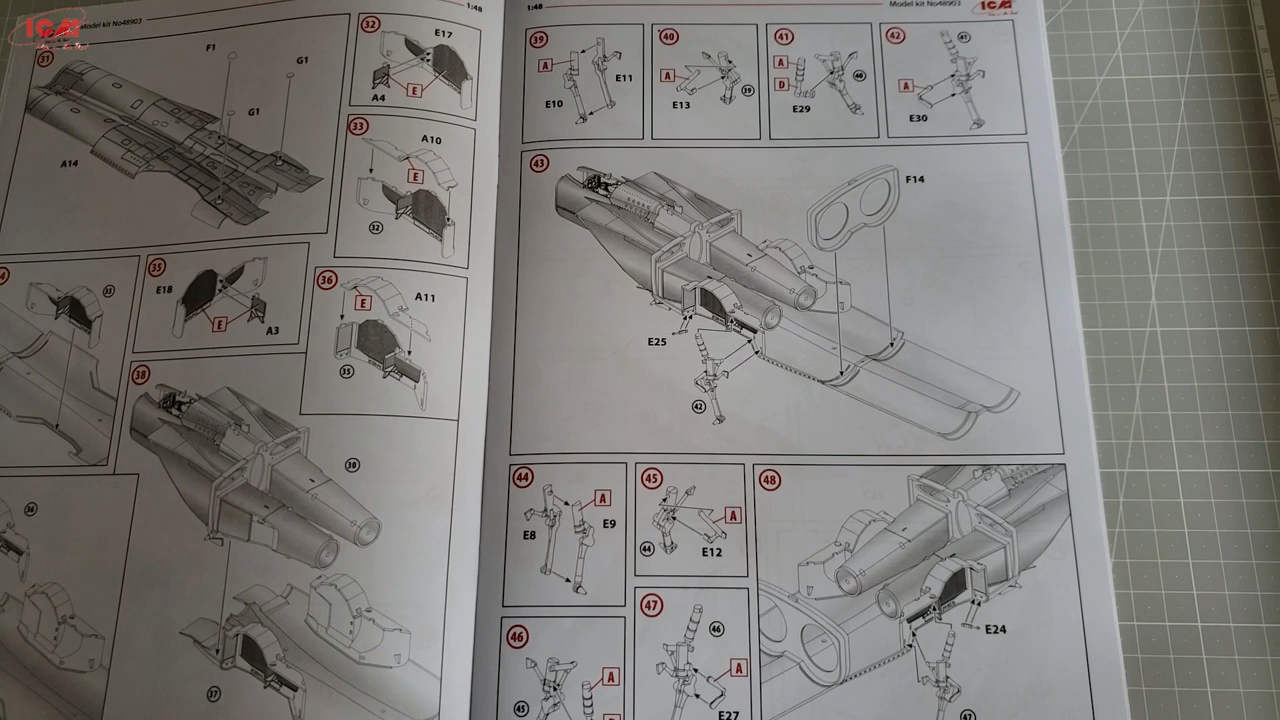 ICM
Model kit No48903
1:48
31
F1
G1
G1
A14
32
E17
A4
E
33
A10
E
32
33
35
E18
E
A3
36
E
A11
35
38
30
36
37
1:48
Model kit No48903
ICM
39
A
E11
E10
40
A
E13
39
41
A
D
E29
40
42
41
A
E30
43
F14
E25
42
44
A
E8
E9
45
A
44
E12
48
E24
47
46
A
45
47
46
A
E27